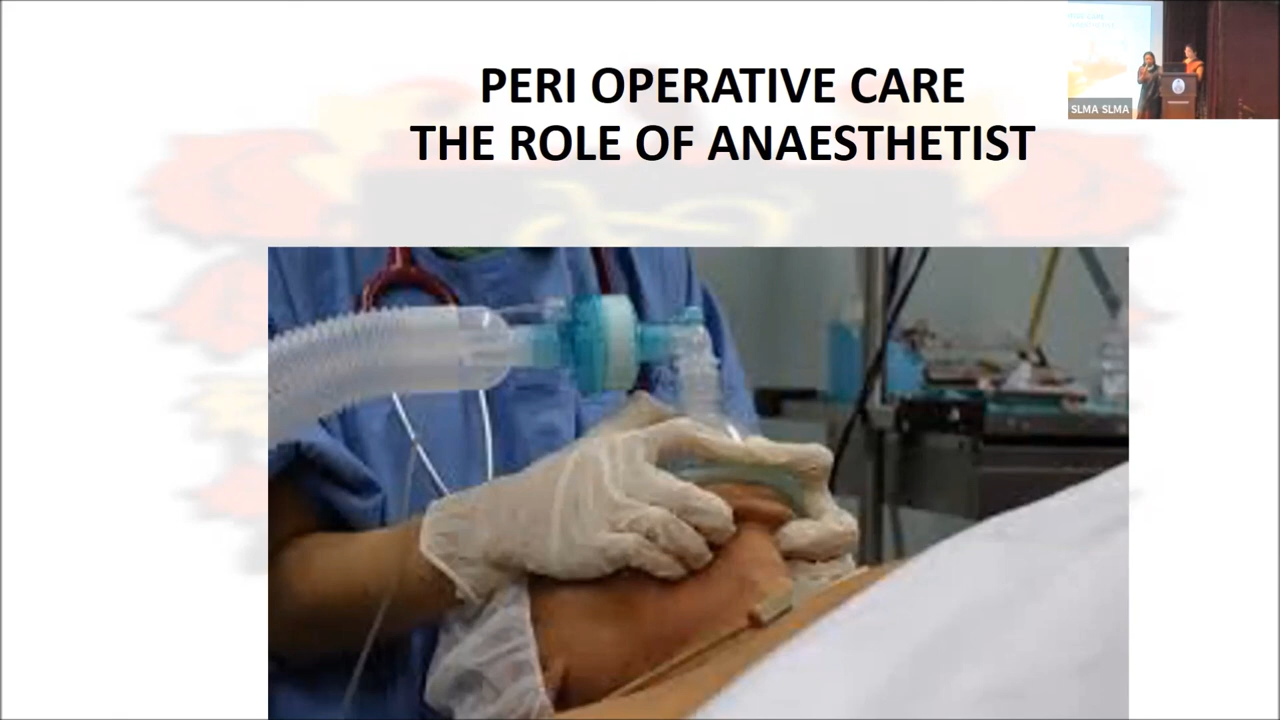 PERI OPERATIVE CARE
THE ROLE OF ANAESTHETIST
SLMA SLMA